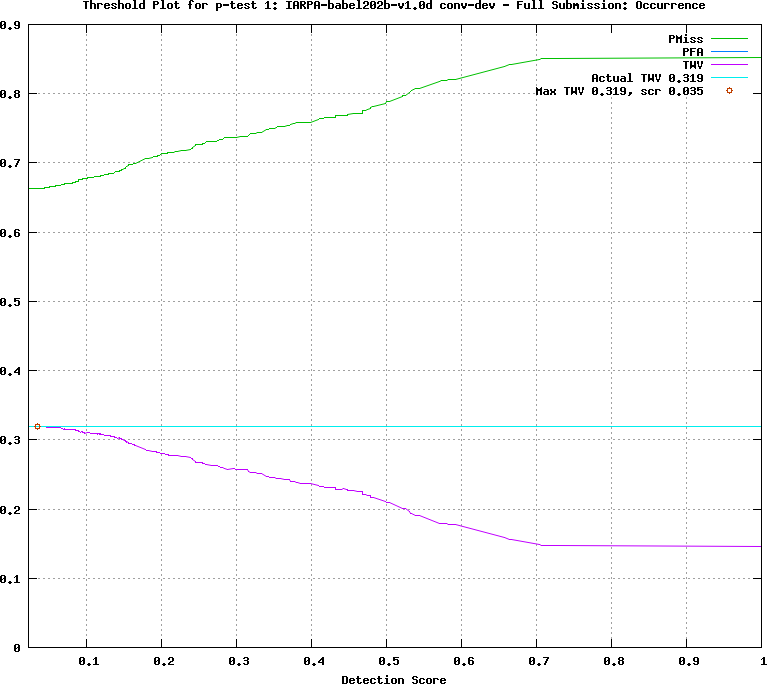 Threshold Plot for p-test 1: IARPA-babel202b-v1.0d conv-dev - Full Submission: Occurrence
PMiss
PFA
TWV
Actual TWV 0.319
Max TWV 0.319, scr 0.035
0.9
0.8
0.7
0.6
0.5
0.4
0.3
0.2
0.1
0
0.1 0.2 0.3 0.4 0.5 0.6 0.7 0.8 0.9 1
Detection Score